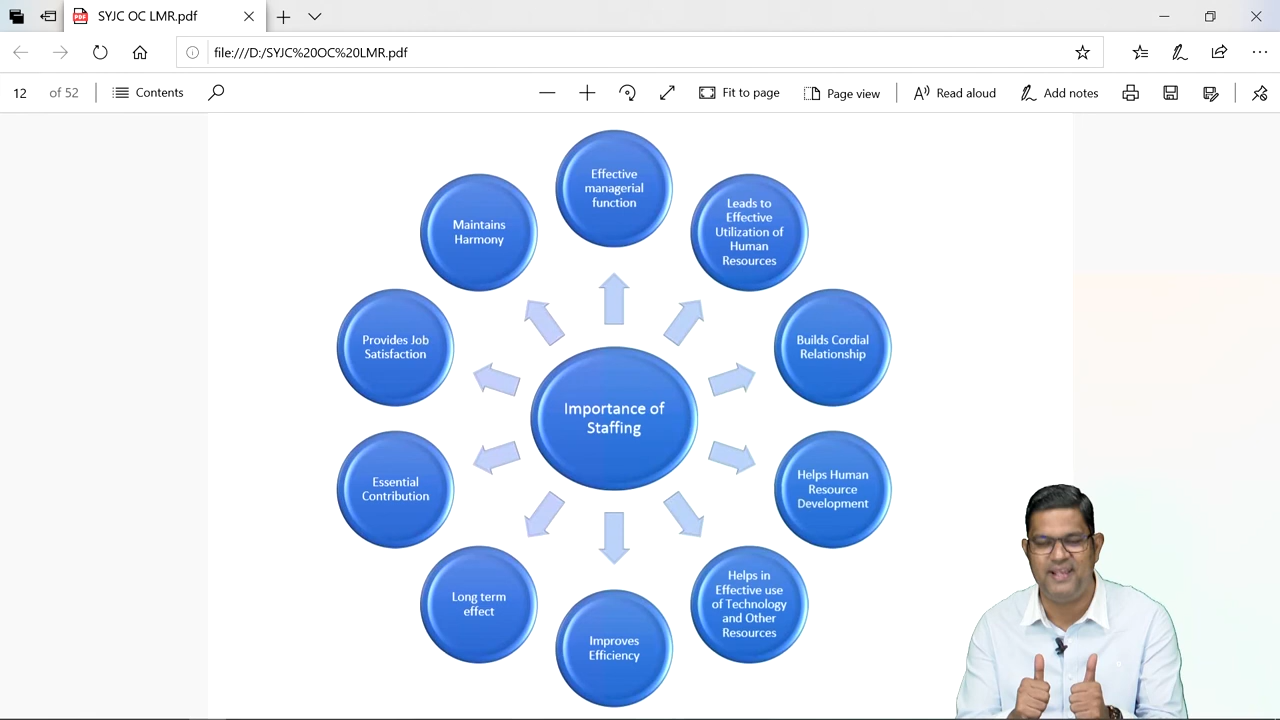 SYJC OC LMR.pdf
file:///D:/SYJC%20OC%20LMR.pdf
12 of 52
Contents
Fit to page
Page view
Read aloud
Add notes
Effective
managerial
function
Leads to
Effective
Utilization of
Human
Resources
Builds Cordial
Relationship
Helps Human
Resource
Development
Helps in
Effective use
of Technology
and Other
Resources
Improves
Efficiency
Long term
effect
Essential
Contribution
Provides Job
Satisfaction
Maintains
Harmony
Importance of
Staffing